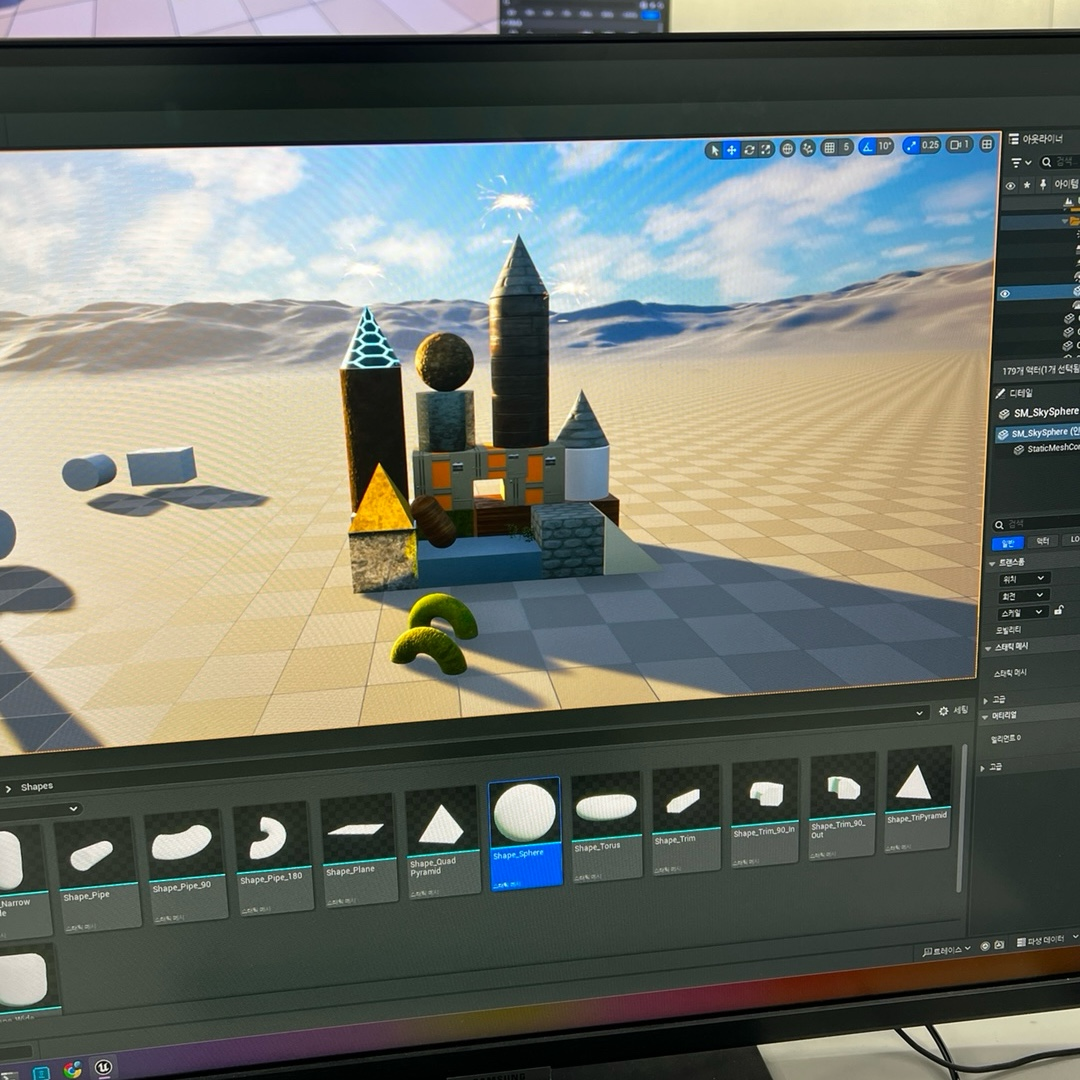 5
10°
0.25
1
아웃라이너
검색...
아이템
179개 액터(1개 선택됨
디테일
SM_SkySphere
SM_SkySphere (인
StaticMeshCo
검색
일반
액터
LO
트랜스폼
위치
회전
스케일
모빌리티
스태틱 메시
스태틱 메시
고급
머티리얼
엘리먼트 0
고급
세팅
Shapes
Narrow
Shape_Pipe
스태틱 메시
Shape_Pipe_90
스태틱 메시
Shape_Pipe_180
스태틱 메시
Shape_Plane
스태틱 메시
Shape_Quad
Pyramid
스태틱 메시
Shape_Sphere
스태틱 메시
Shape_Torus
스태틱 메시
Shape_Trim
스태틱 메시
Shape_Trim_90_In
스태틱 메시
Shape_Trim_90_
Out
스태틱 메시
Shape_TriPyramid
스태틱 메시
트레이스
파생 데이터
SAMSUNG